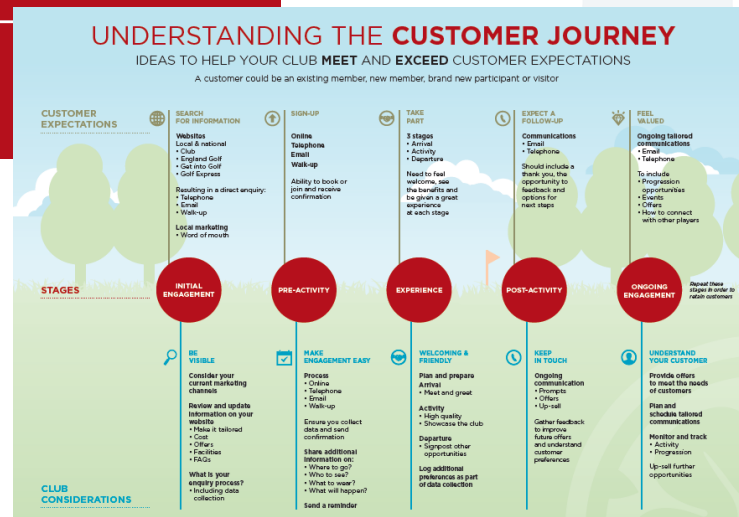 UNDERSTANDING THE CUSTOMER JOURNEY
IDEAS TO HELP YOUR CLUB MEET AND EXCEED CUSTOMER EXPECTATIONS
A customer could be an existing member, new member, brand new participant or visitor
CUSTOMER
EXPECTATIONS
SEARCH
FOR INFORMATION
Websites
Local & national
• Club
• England Golf
• Get into Golf
• Golf Express
Resulting in a direct enquiry:
• Telephone
• Email
• Walk-up
Local marketing
• Word of mouth
SIGN-UP
Online
Telephone
Email
Walk-up
Ability to book or
join and receive
confirmation
TAKE
PART
3 stages
• Arrival
• Activity
• Departure
Need to feel
welcome, see
the benefits and
be given a great
experience
at each stage
EXPECT A
FOLLOW-UP
Communications
• Email
• Telephone
Should include a
thank you, the
opportunity to
feedback and
options for
next steps
FEEL
VALUED
Ongoing tailored
communications
• Email
• Telephone
To include
• Progression
opportunities
• Events
• Offers
• How to connect
with other players
STAGES
INITIAL
ENGAGEMENT
PRE-ACTIVITY
EXPERIENCE
POST-ACTIVITY
ONGOING
ENGAGEMENT
Repeat these
stages in order to
retain customers
CLUB
CONSIDERATIONS
BE
VISIBLE
Consider your
current marketing
channels
Review and update
information on your
website
• Make it tailored
• Cost
• Offers
• Facilities
• FAQs
What is your
enquiry process?
• Including data
collection
MAKE
ENGAGEMENT EASY
Process
• Online
• Telephone
• Email
• Walk-up
Ensure you collect
data and send
confirmation
Share additional
information on:
• Where to go?
• Who to see?
• What to wear?
• What will happen?
Send a reminder
WELCOMING &
FRIENDLY
Plan and prepare
Arrival
• Meet and greet
Activity
• High quality
• Showcase the club
Departure
• Signpost other
opportunities
Log additional
preferences as part
of data collection
KEEP
IN TOUCH
Ongoing
communication
• Prompts
• Offers
• Up-sell
Gather feedback
to improve
future offers
and understand
customer
preferences
UNDERSTAND
YOUR CUSTOMER
Provide offers
to meet the needs
of customers
Plan and
schedule tailored
communications
Monitor and track
• Activity
• Progression
Up-sell further
opportunities